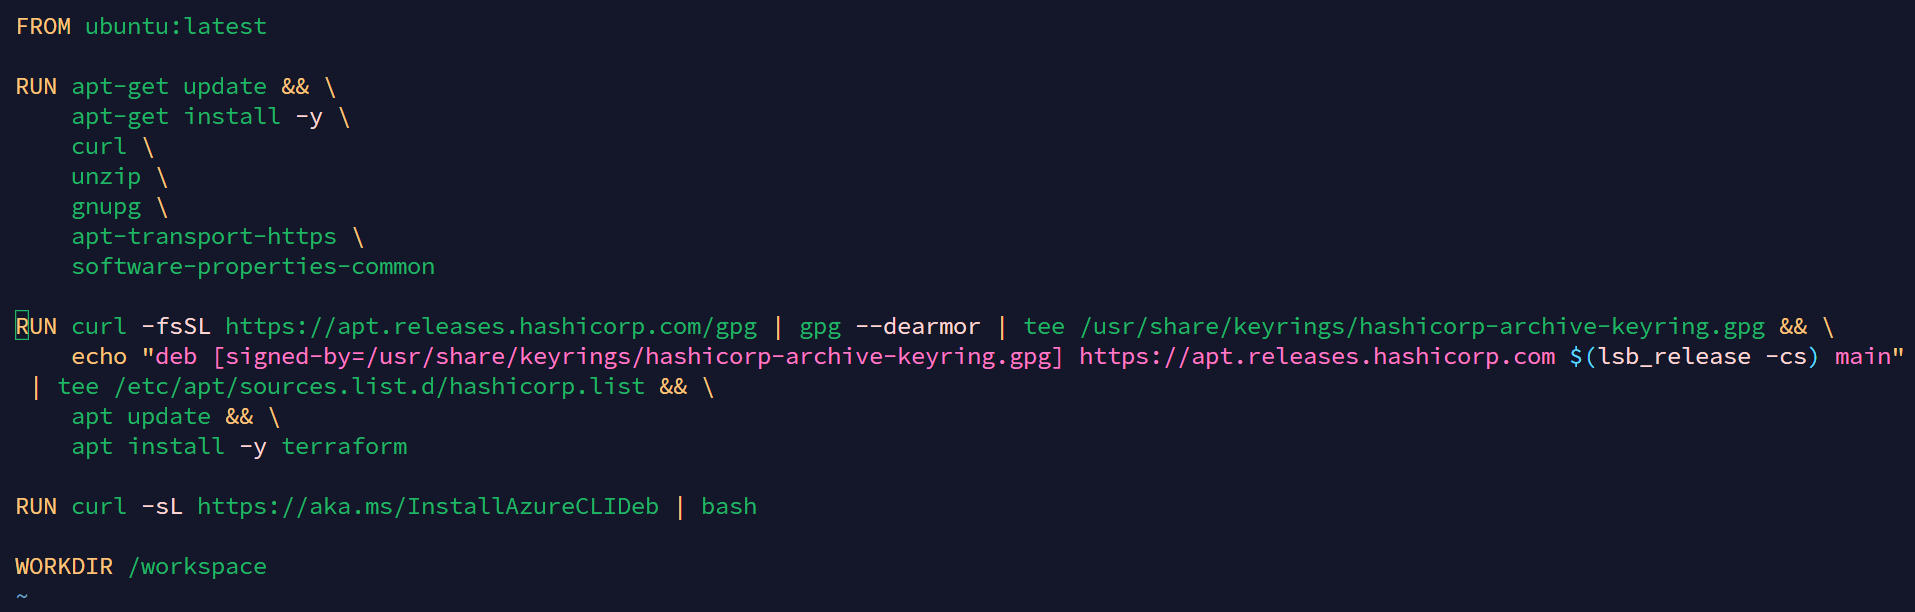 FROM ubuntu:latest

RUN apt-get update && \
    apt-get install -y \
    curl \
    unzip \
    gnupg \
    apt-transport-https \
    software-properties-common

RUN curl -fsSL https://apt.releases.hashicorp.com/gpg | gpg --dearmor | tee /usr/share/keyrings/hashicorp-archive-keyring.gpg && \
    echo "deb [signed-by=/usr/share/keyrings/hashicorp-archive-keyring.gpg] https://apt.releases.hashicorp.com $(lsb_release -cs) main"
 | tee /etc/apt/sources.list.d/hashicorp.list && \
    apt update && \
    apt install -y terraform

RUN curl -sL https://aka.ms/InstallAzureCLIDeb | bash

WORKDIR /workspace
~